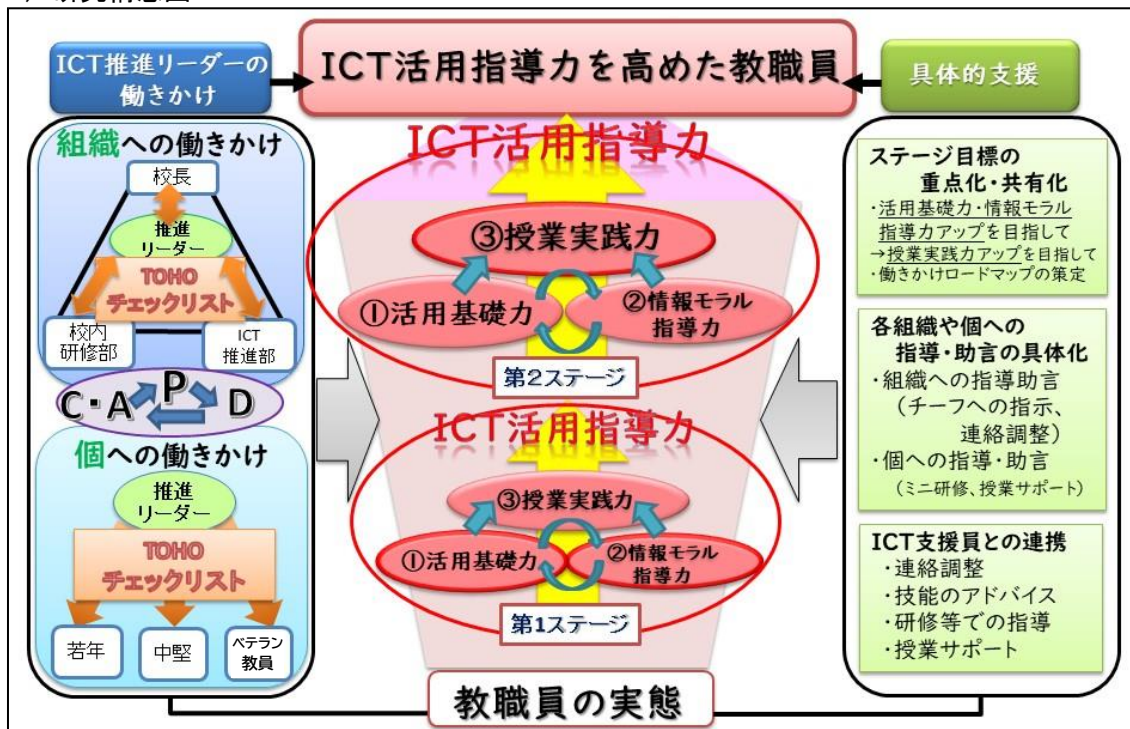 ICT推進リーダーの
働きかけ
ICT活用指導力を高めた教職員
具体的支援
組織への働きかけ
校長
推進
リーダー
TOHO
チェックリスト
校内
研修部
ICT
推進部
C・A
P
D
個への働きかけ
推進
リーダー
TOHO
チェックリスト
若年
中堅
ベテラン
教員
ICT活用指導力
③授業実践力
①活用基礎力
②情報モラル
指導力
第2ステージ
ICT活用指導力
③授業実践力
①活用基礎力
②情報モラル
指導力
第1ステージ
教職員の実態
ステージ目標の
重点化・共有化
・活用基礎力・情報モラル
指導力アップを目指して
→授業実践力アップを目指して
・働きかけロードマップの策定
各組織や個への
指導・助言の具体化
・組織への指導助言
(チーフへの指示、
連絡調整)
・個への指導・助言
(ミニ研修、授業サポート)
ICT支援員との連携
・連絡調整
・技能のアドバイス
・研修等での指導
・授業サポート